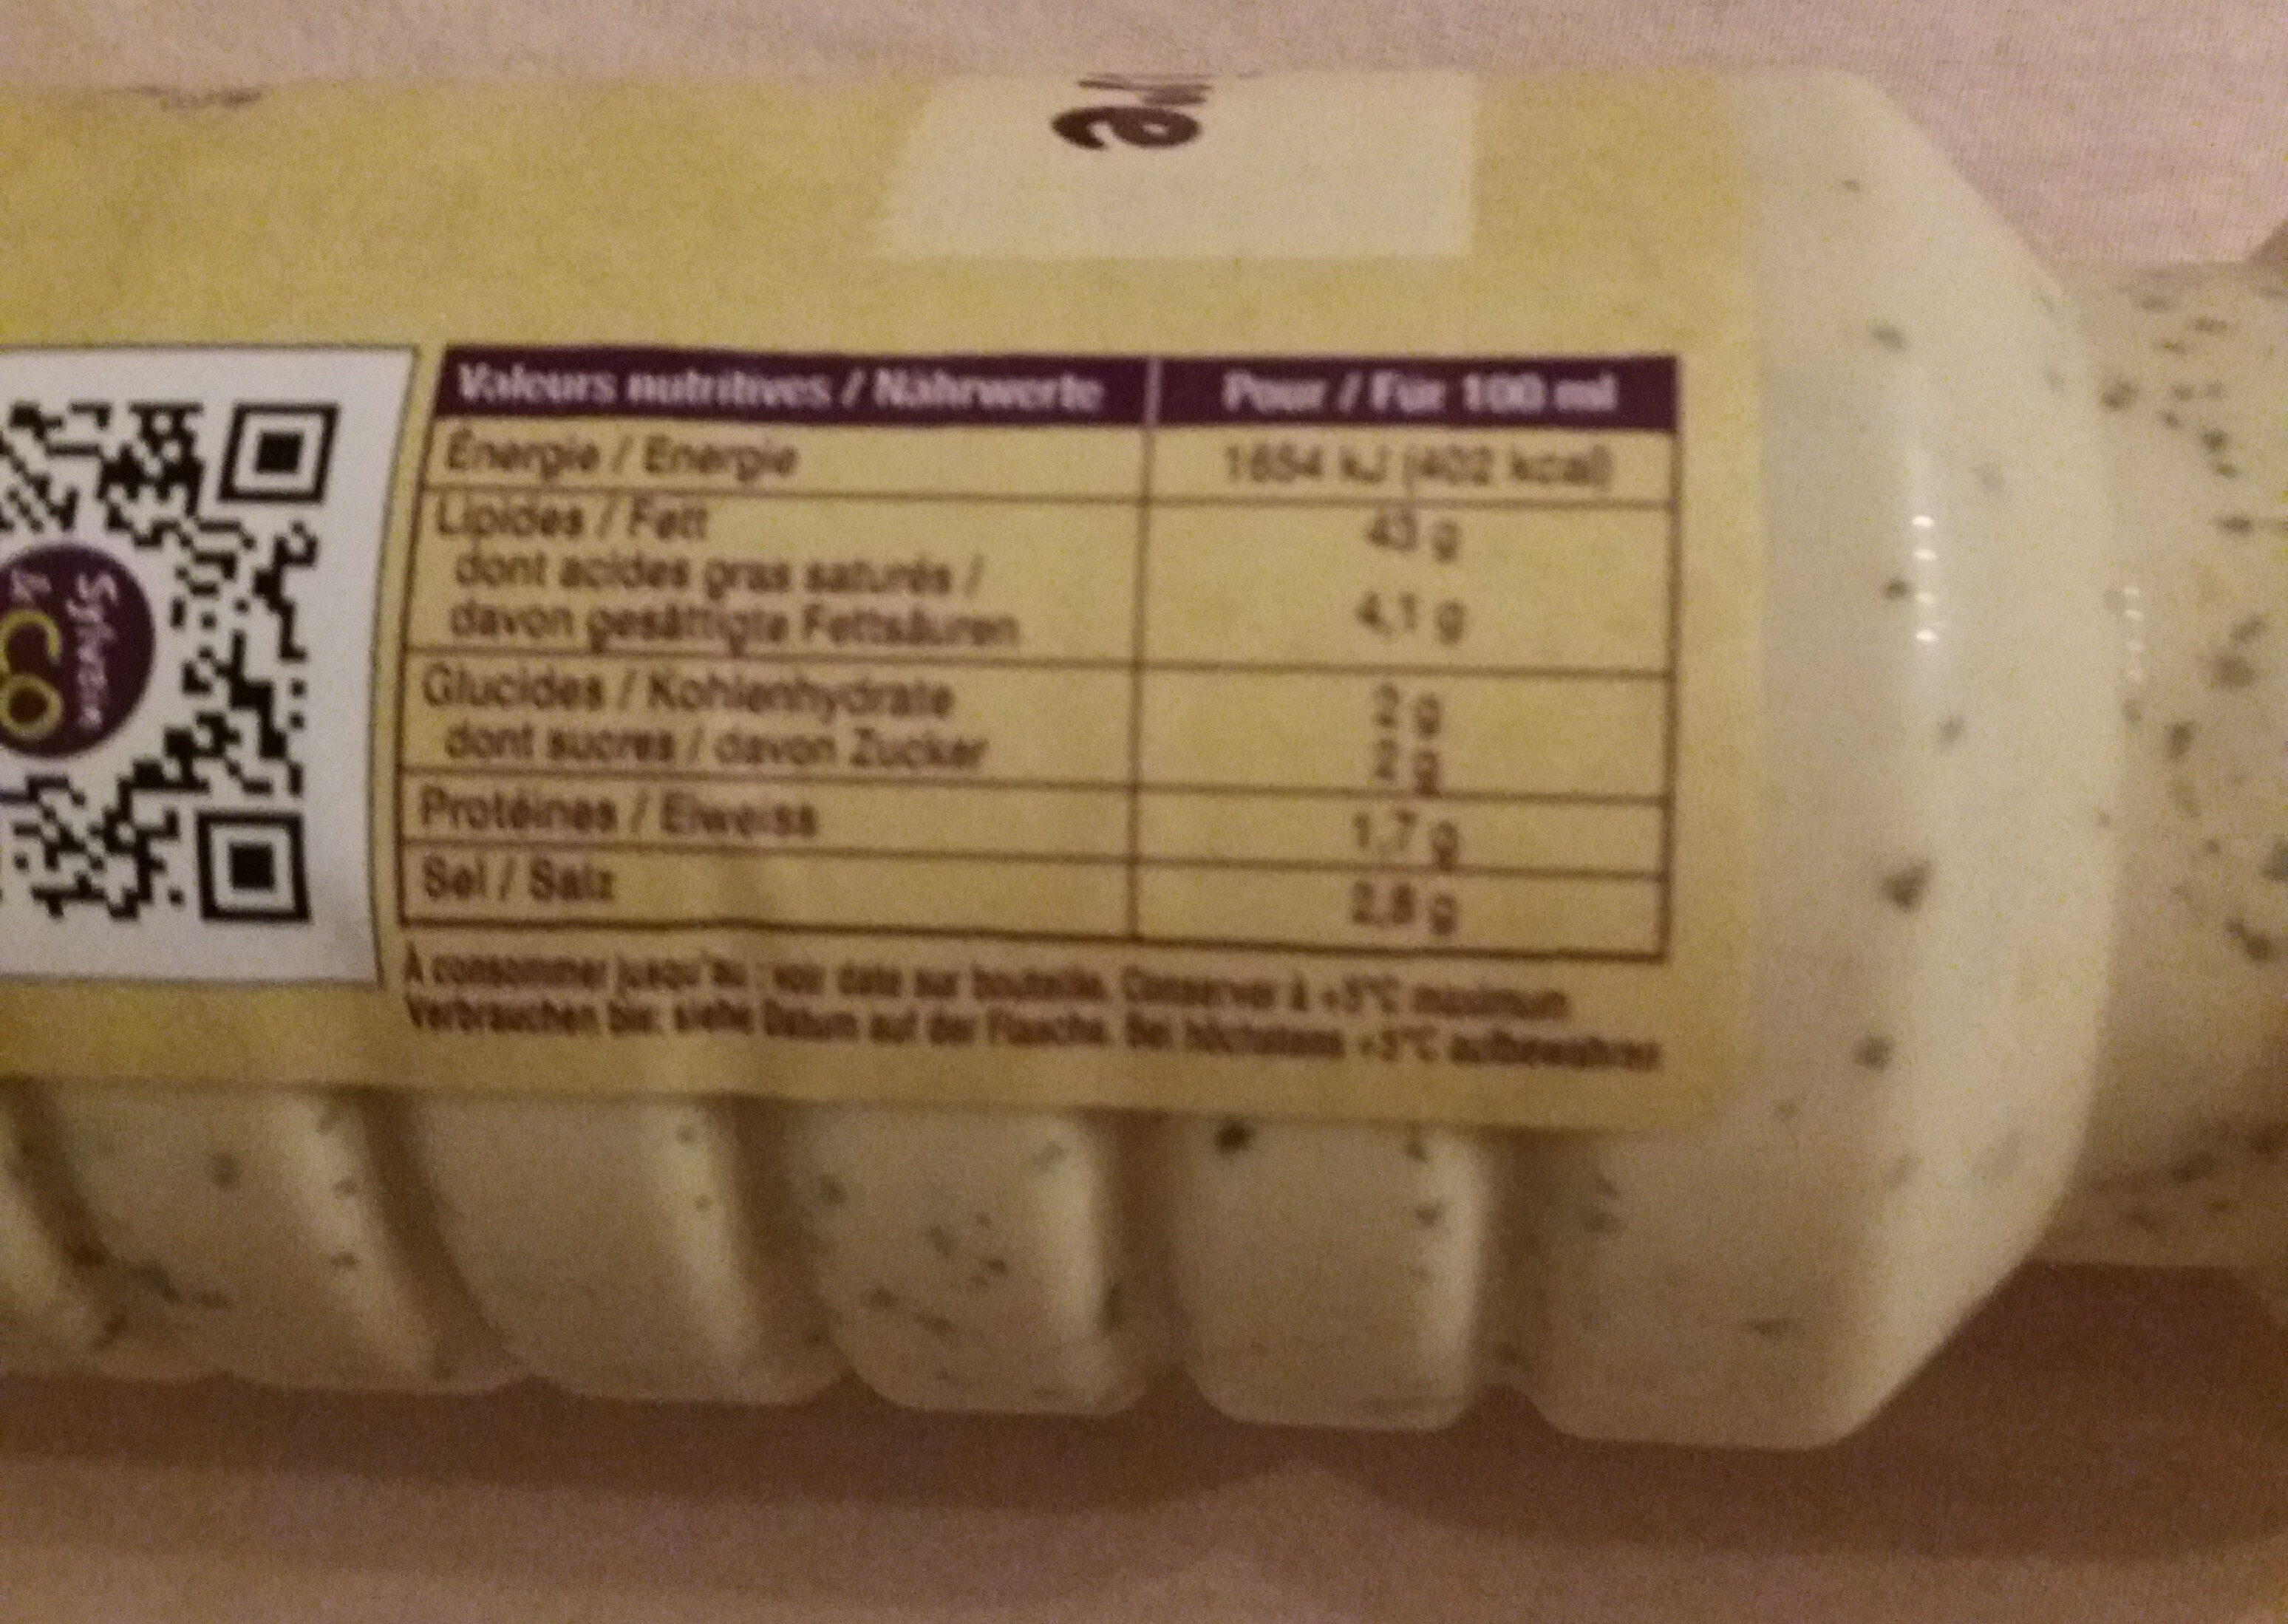 Valeurs nutritives / Nährwerte Pour / Für 100 ml
Énergie / Energie 1654 kJ (402 kcal)
Lipides / Fett 43 g
dont acides gras saturés /
davon gesättigte Fettsäuren 4,1 g
Glucides / Kohlenhydrate 2 g
dont sucres / davon Zucker 2 g
Protéines / Eiweiss 1,7 g
Sel / Salz 2,8 g
À consommer jusqu'au : voir date sur bouteille. Conserver à +5°C maximum
Verbrauchen bis: siehe Datum auf der Flasche. Bei höchstens +5°C aufbewahren
Sylvain
& CO